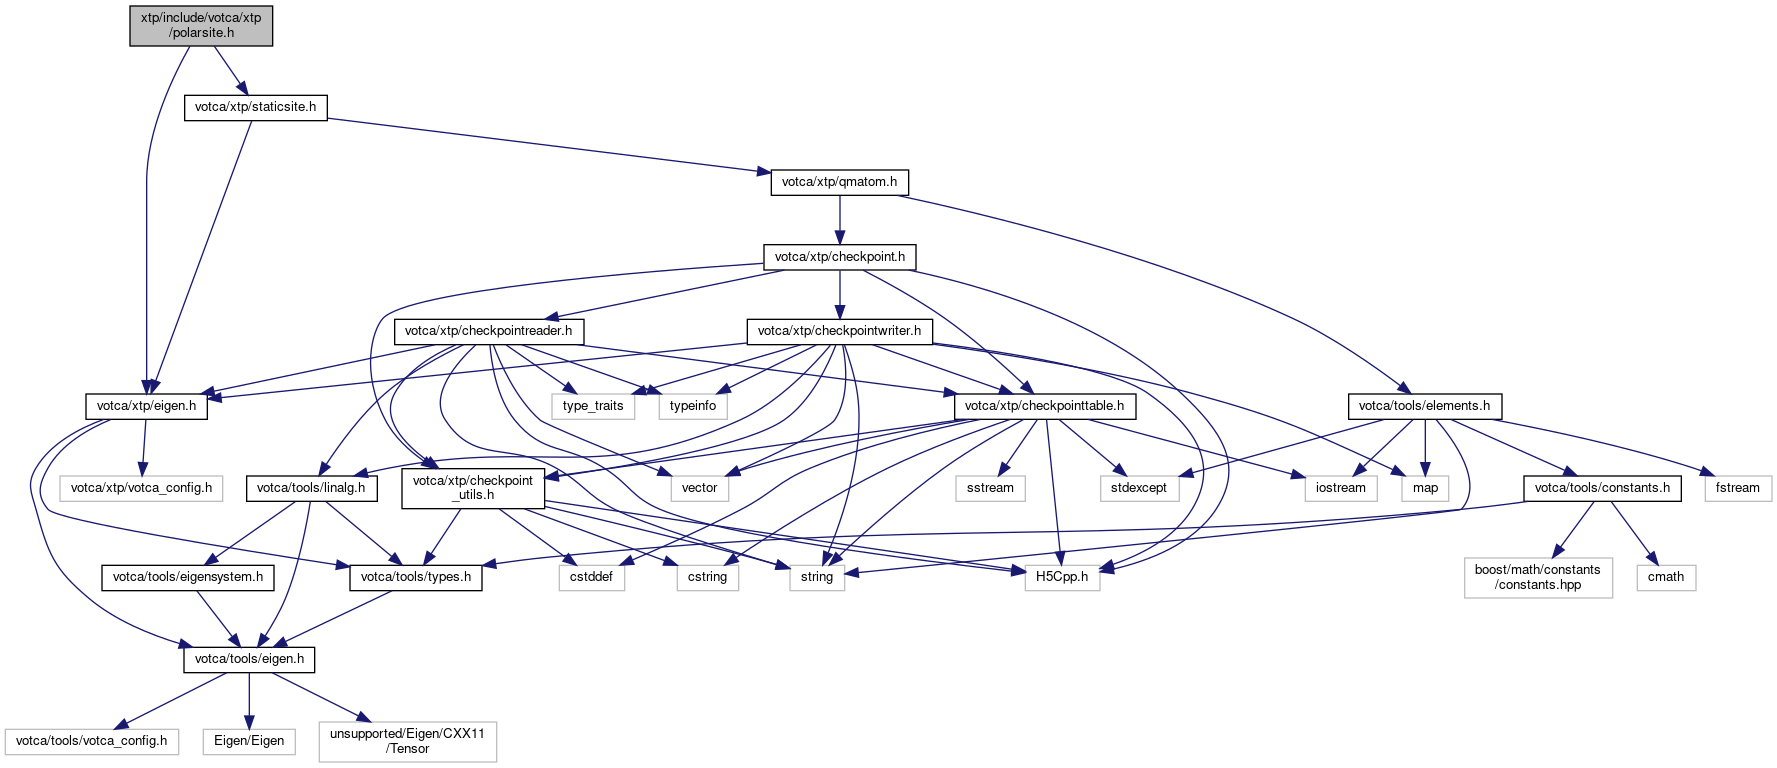 xtp/include/votca/xtp
/polarsite.h
votca/xtp/staticsite.h
votca/xtp/qmatom.h
votca/xtp/checkpoint.h
votca/xtp/checkpointreader.h
votca/xtp/checkpointwriter.h
votca/xtp/eigen.h
type_traits
typeinfo
votca/xtp/checkpointtable.h
votca/tools/elements.h
votca/xtp/votca_config.h
votca/tools/linalg.h
votca/xtp/checkpoint
_utils.h
vector
sstream
stdexcept
iostream
map
votca/tools/constants.h
fstream
votca/tools/eigensystem.h
votca/tools/types.h
cstddef
cstring
string
H5Cpp.h
boost/math/constants
/constants.hpp
cmath
votca/tools/eigen.h
votca/tools/votca_config.h
Eigen/Eigen
unsupported/Eigen/CXX11
/Tensor